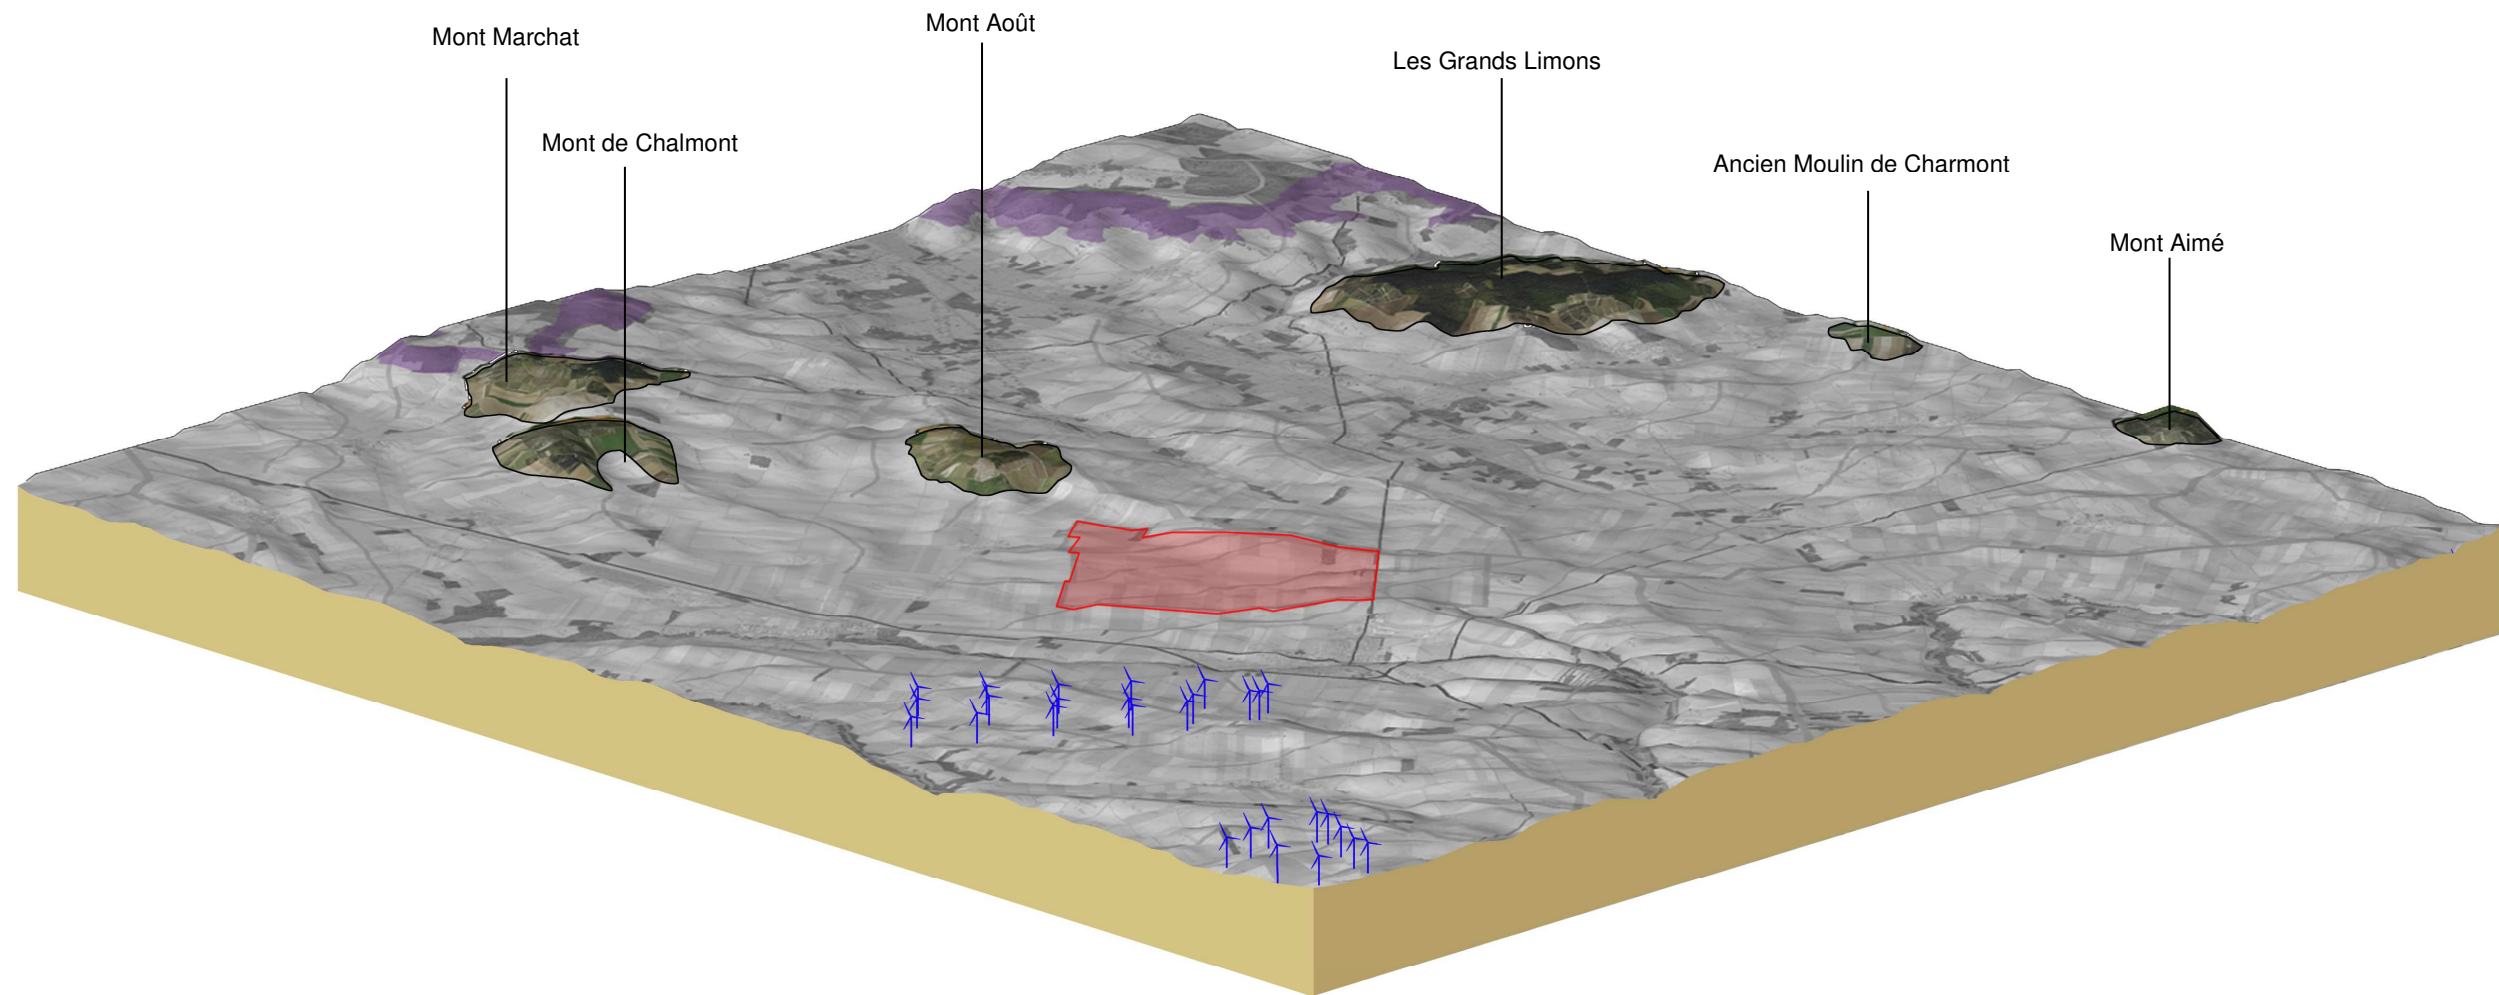 Mont Août
Mont Marchat
Les Grands Limons
Mont de Chalmont
Ancien Moulin de Charmont
Mont Aimé